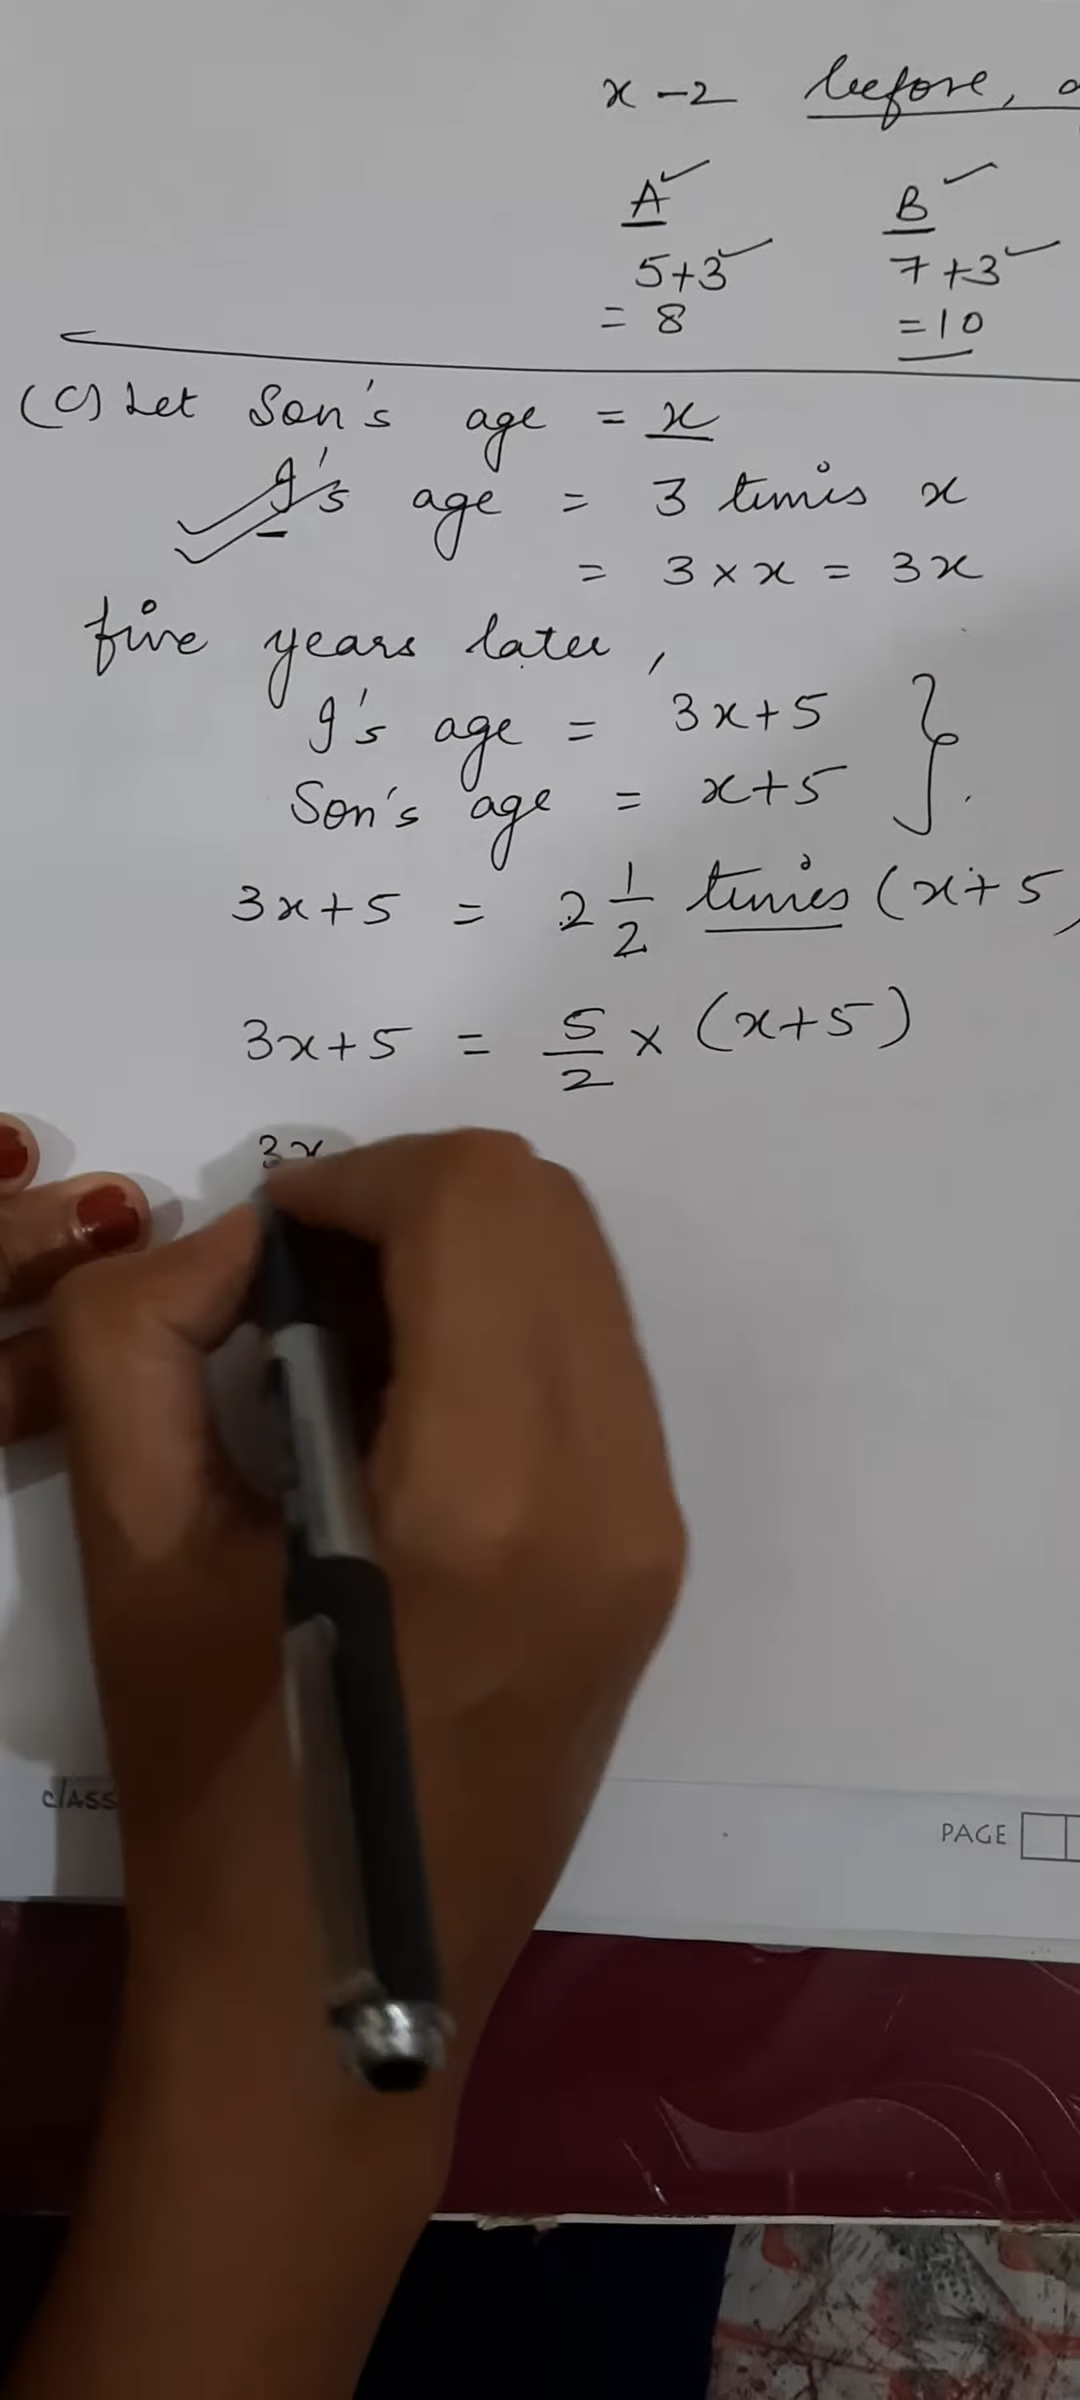 x - 2 before,
A B
5+3 7+3
= 8 = 10
(C) Let Son's age = x
I's age = 3 times x
= 3 × x = 3x
five years later,
I's age = 3x+5
Son's age = x+5
3x+5 = 2 1/2 times (x+5)
3x+5 = 5/2 × (x+5)
3x
class
PAGE